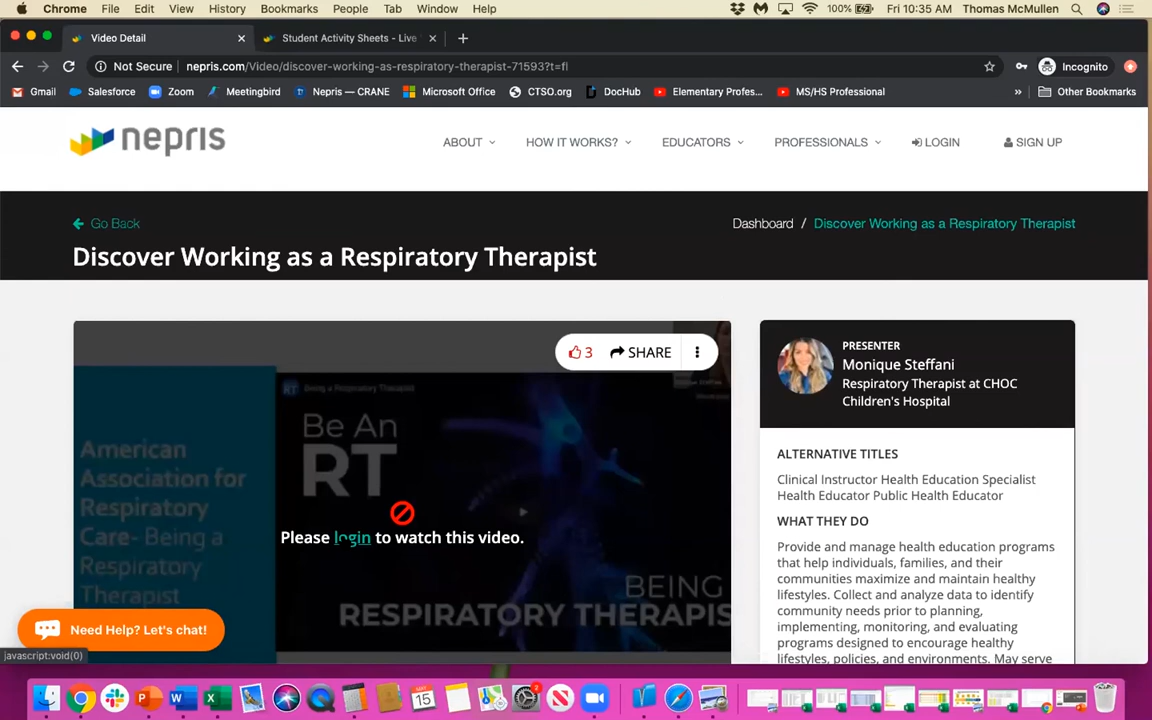 Chrome File Edit View History Bookmarks People Tab Window Help 100% Fri 10:35 AM Thomas McMullen
Video Detail Student Activity Sheets - Live
Not Secure nepris.com/Video/discover-working-as-respiratory-therapist-71593?t=fl Incognito
Gmail Salesforce Zoom Meetingbird Nepris — CRANE Microsoft Office CTSO.org DocHub Elementary Profes... MS/HS Professional » Other Bookmarks
nepris ABOUT HOW IT WORKS? EDUCATORS PROFESSIONALS LOGIN SIGN UP
Go Back Dashboard / Discover Working as a Respiratory Therapist
Discover Working as a Respiratory Therapist
3 SHARE
RT Being a Respiratory Therapist
Be An
RT
American
Association for
Respiratory
Care- Being a
Respiratory
Therapist
Please login to watch this video.
BEING
RESPIRATORY THERAPIS
PRESENTER
Monique Steffani
Respiratory Therapist at CHOC
Children's Hospital
ALTERNATIVE TITLES
Clinical Instructor Health Education Specialist
Health Educator Public Health Educator
WHAT THEY DO
Provide and manage health education programs
that help individuals, families, and their
communities maximize and maintain healthy
lifestyles. Collect and analyze data to identify
community needs prior to planning,
implementing, monitoring, and evaluating
programs designed to encourage healthy
lifestyles, policies, and environments. May serve
Need Help? Let's chat!
javascript:void(0)
NOV
15
2